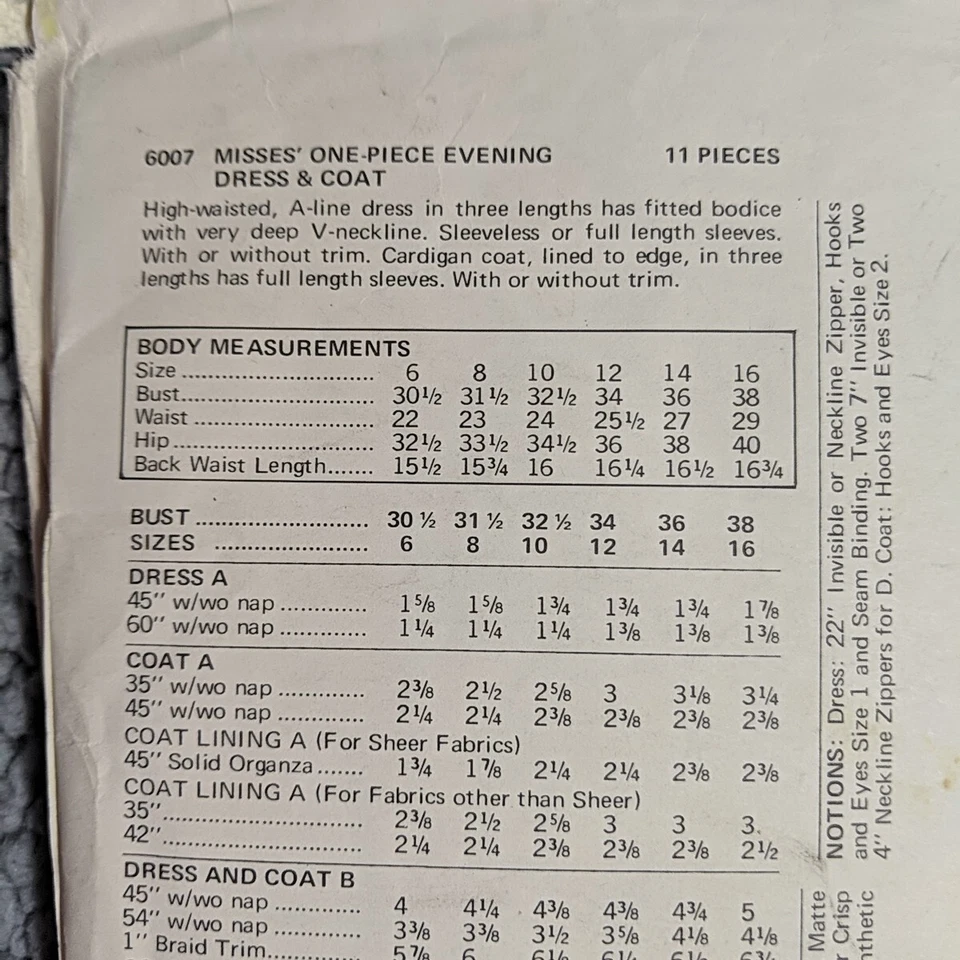 6007 MISSES' ONE-PIECE EVENING 11 PIECES
DRESS & COAT
High-waisted, A-line dress in three lengths has fitted bodice
with very deep V-neckline. Sleeveless or full length sleeves.
With or without trim. Cardigan coat, lined to edge, in three
lengths has full length sleeves. With or without trim.
BODY MEASUREMENTS
Size .............................. 6 8 10 12 14 16
Bust.............................. 30½ 31½ 32½ 34 36 38
Waist ............................ 22 23 24 25½ 27 29
Hip ............................... 32½ 33½ 34½ 36 38 40
Back Waist Length....... 15½ 15¾ 16 16¼ 16½ 16¾
BUST ........................... 30 ½ 31 ½ 32 ½ 34 36 38
SIZES ........................ 6 8 10 12 14 16
DRESS A
45" w/wo nap ............. 1⅝ 1⅝ 1¾ 1¾ 1¾ 1⅞
60" w/wo nap ............. 1¼ 1¼ 1¼ 1⅜ 1⅜ 1⅜
COAT A
35" w/wo nap ............. 2⅜ 2½ 2⅝ 3 3⅛ 3¼
45" w/wo nap ............. 2¼ 2¼ 2⅜ 2⅜ 2⅜ 2⅜
COAT LINING A (For Sheer Fabrics)
45" Solid Organza ....... 1¾ 1⅞ 2¼ 2¼ 2⅜ 2⅜
COAT LINING A (For Fabrics other than Sheer)
35".............................. 2⅜ 2½ 2⅝ 3 3 3.
42" .............................. 2¼ 2¼ 2⅜ 2⅜ 2⅜ 2½
DRESS AND COAT B
45" w/wo nap ............. 4 4¼ 4⅜ 4⅜ 4¾ 5
54" w/wo nap ............. 3⅜ 3⅜ 3½ 3⅝ 4⅛ 4⅛
1" Braid Trim................ 5⅞ 6
NOTIONS: Dress: 22" Invisible or Neckline Zipper, Hooks
and Eyes Size 1 and Seam Binding. Two 7" Invisible or Two
4" Neckline Zippers for D. Coat: Hooks and Eyes Size 2.
Matte
r Crisp
nthetic